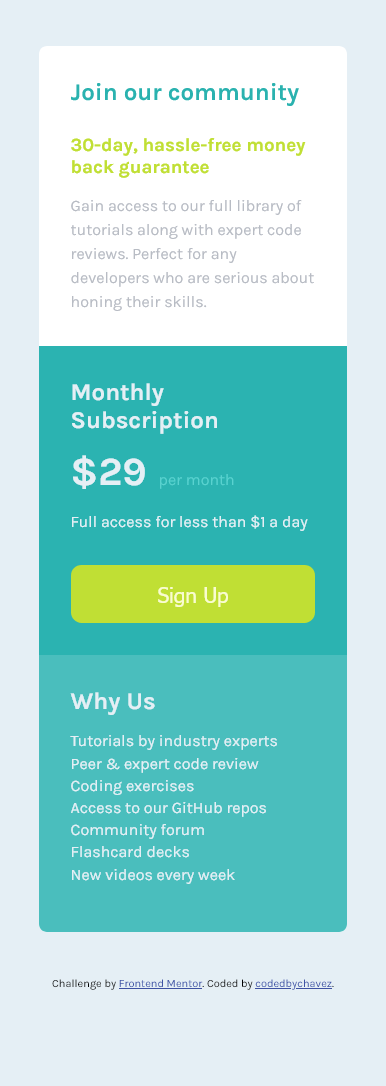 Join our community
30-day, hassle-free money
back guarantee
Gain access to our full library of
tutorials along with expert code
reviews. Perfect for any
developers who are serious about
honing their skills.
Monthly
Subscription
$29 per month
Full access for less than $1 a day
Sign Up
Why Us
Tutorials by industry experts
Peer & expert code review
Coding exercises
Access to our GitHub repos
Community forum
Flashcard decks
New videos every week
Challenge by Frontend Mentor. Coded by codedbychavez.